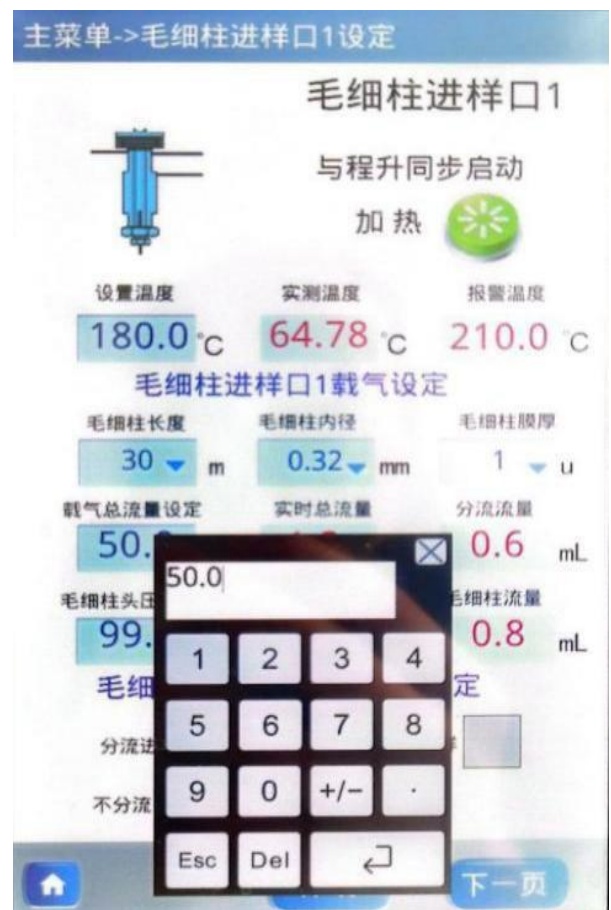 主菜单->毛细柱进样口1设定
毛细柱进样口1
与程升同步启动
加 热
设置温度 实测温度 报警温度
180.0 °C 64.78 °C 210.0 °C
毛细柱进样口1载气设定
毛细柱长度 毛细柱内径 毛细柱膜厚
30 m 0.32 mm 1 u
载气总流量设定 实时总流量 分流流量
50. 0.6 mL
50.0
毛细柱头压 毛细柱流量
99. 0.8 mL
1 2 3 4
毛细 定
5 6 7 8
分流进
9 0 +/- .
不分流
Esc Del
下一页